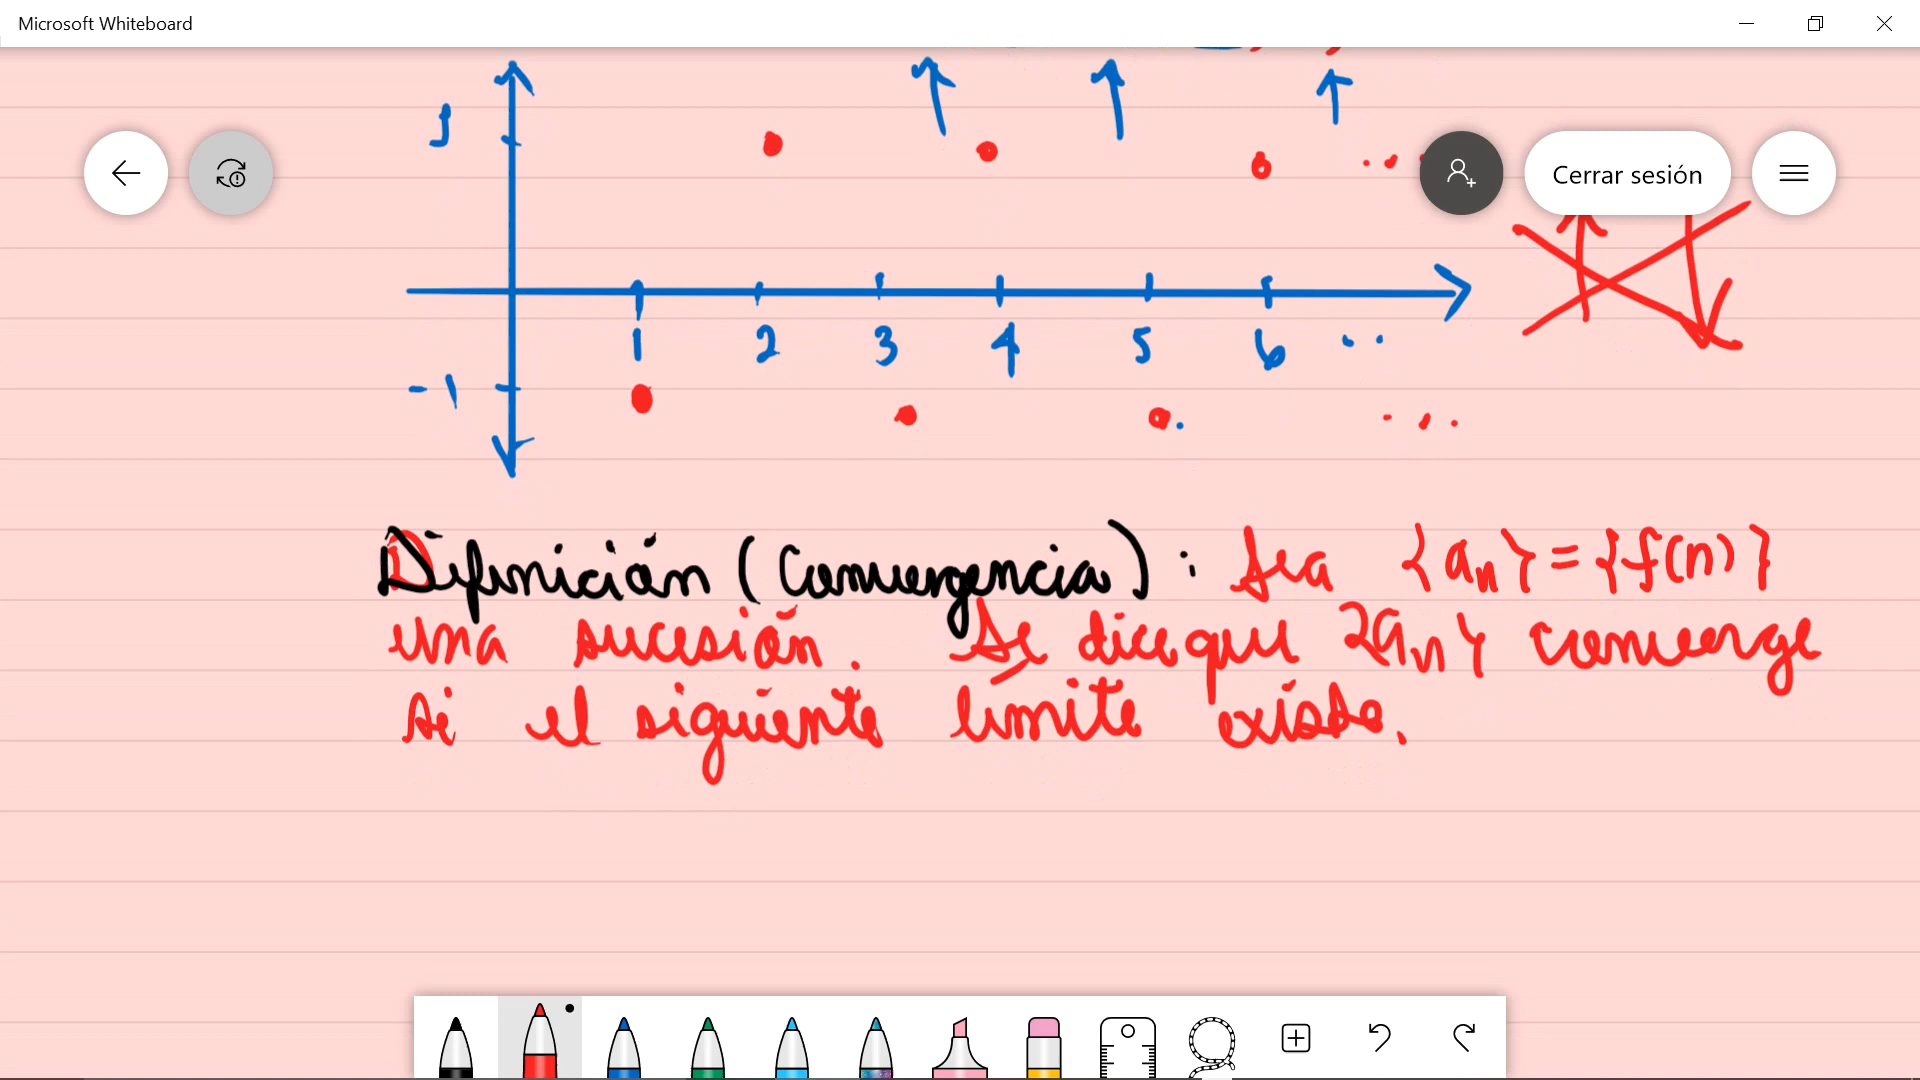 Microsoft Whiteboard
1
Cerrar sesión
1 2 3 4 5 6 ..
-1
...
Definición (Convergencia) : Sea {an} = {f(n)}
una sucesión. Se dice que {an} converge
si el siguiente límite existe.